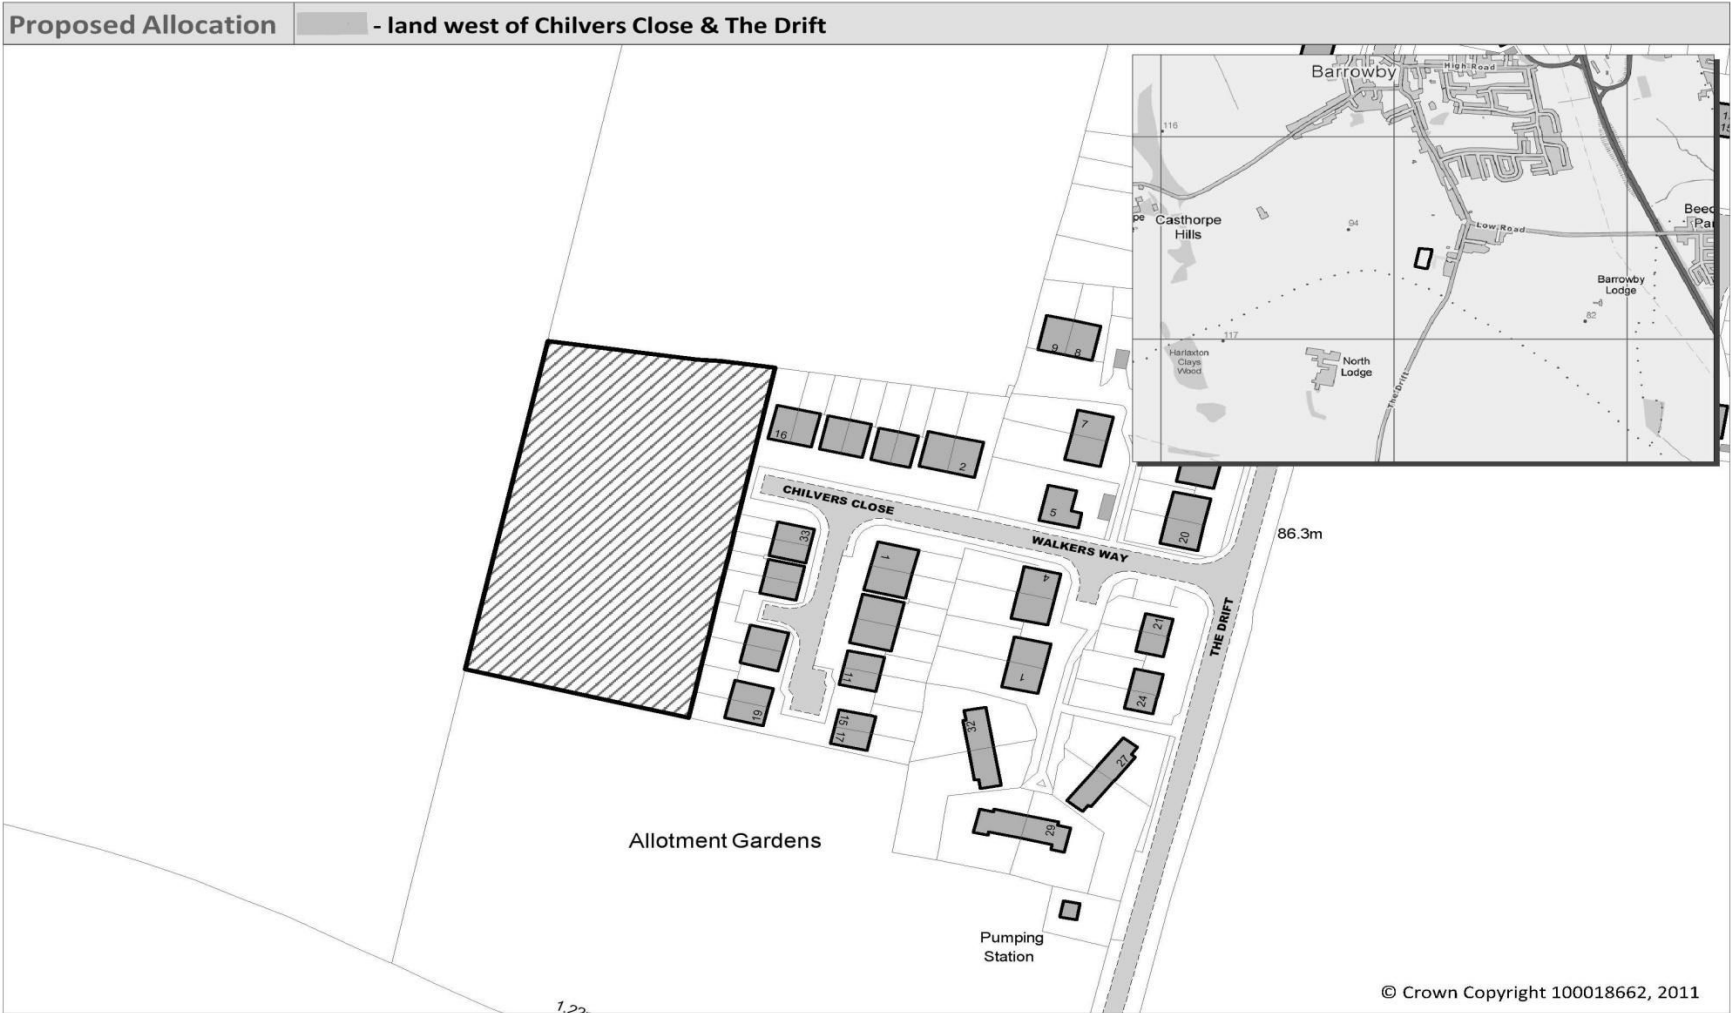 Proposed Allocation - land west of Chilvers Close & The Drift
Barrowby
High Road
116
Casthorpe
Hills
94
Low Road
Barrowby
Lodge
82
117
Harlaxton
Clays
Wood
North
Lodge
The Drift
9 8
7
16
2
5
CHILVERS CLOSE
WALKERS WAY
20
86.3m
33
1
4
21
THE DRIFT
11
1
24
19
15
17
32
27
29
Allotment Gardens
Pumping
Station
© Crown Copyright 100018662, 2011